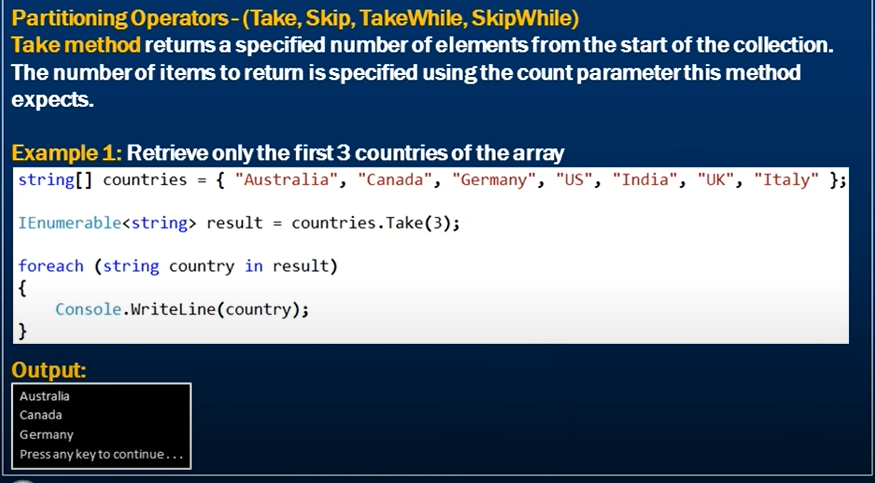 Partitioning Operators - (Take, Skip, TakeWhile, SkipWhile)
Take method returns a specified number of elements from the start of the collection.
The number of items to return is specified using the count parameter this method
expects.
Example 1: Retrieve only the first 3 countries of the array
string[] countries = { "Australia", "Canada", "Germany", "US", "India", "UK", "Italy" };
IEnumerable<string> result = countries.Take(3);
foreach (string country in result)
{
    Console.WriteLine(country);
}
Output:
Australia
Canada
Germany
Press any key to continue . . .